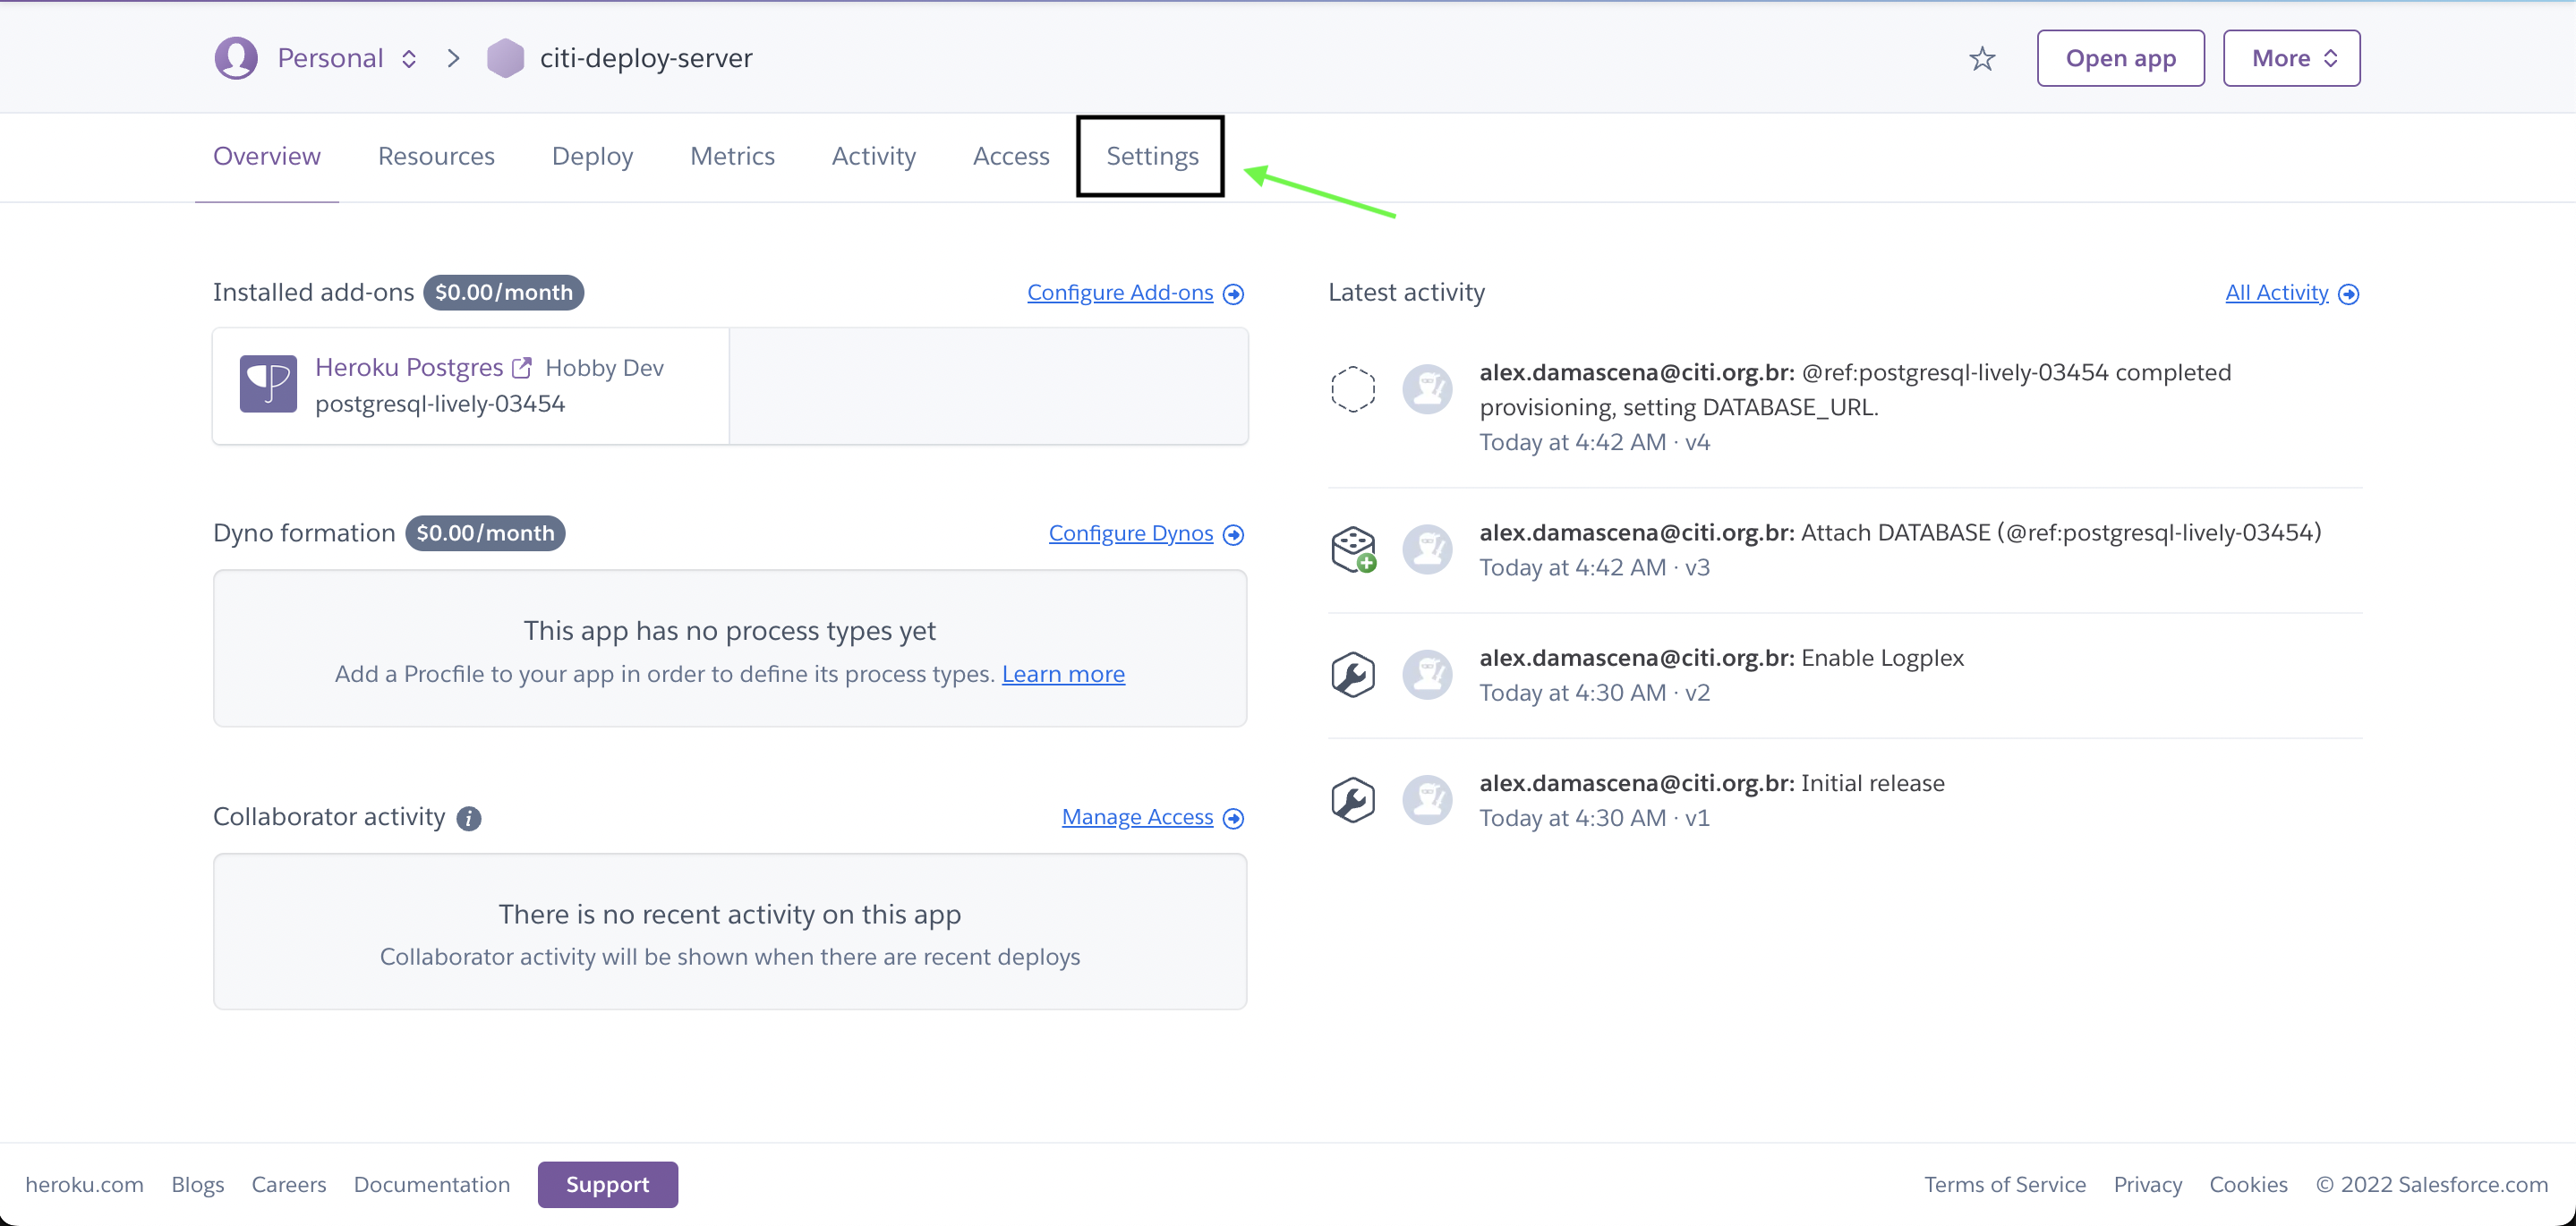 Personal
citi-deploy-server
Open app
More
Overview
Resources
Deploy
Metrics
Activity
Access
Settings
Installed add-ons $0.00/month
Configure Add-ons
Heroku Postgres Hobby Dev
postgresql-lively-03454
Dyno formation $0.00/month
Configure Dynos
This app has no process types yet
Add a Procfile to your app in order to define its process types. Learn more
Collaborator activity
Manage Access
There is no recent activity on this app
Collaborator activity will be shown when there are recent deploys
Latest activity
All Activity
alex.damascena@citi.org.br: @ref:postgresql-lively-03454 completed
provisioning, setting DATABASE_URL.
Today at 4:42 AM · v4
alex.damascena@citi.org.br: Attach DATABASE (@ref:postgresql-lively-03454)
Today at 4:42 AM · v3
alex.damascena@citi.org.br: Enable Logplex
Today at 4:30 AM · v2
alex.damascena@citi.org.br: Initial release
Today at 4:30 AM · v1
heroku.com
Blogs
Careers
Documentation
Support
Terms of Service
Privacy
Cookies
© 2022 Salesforce.com